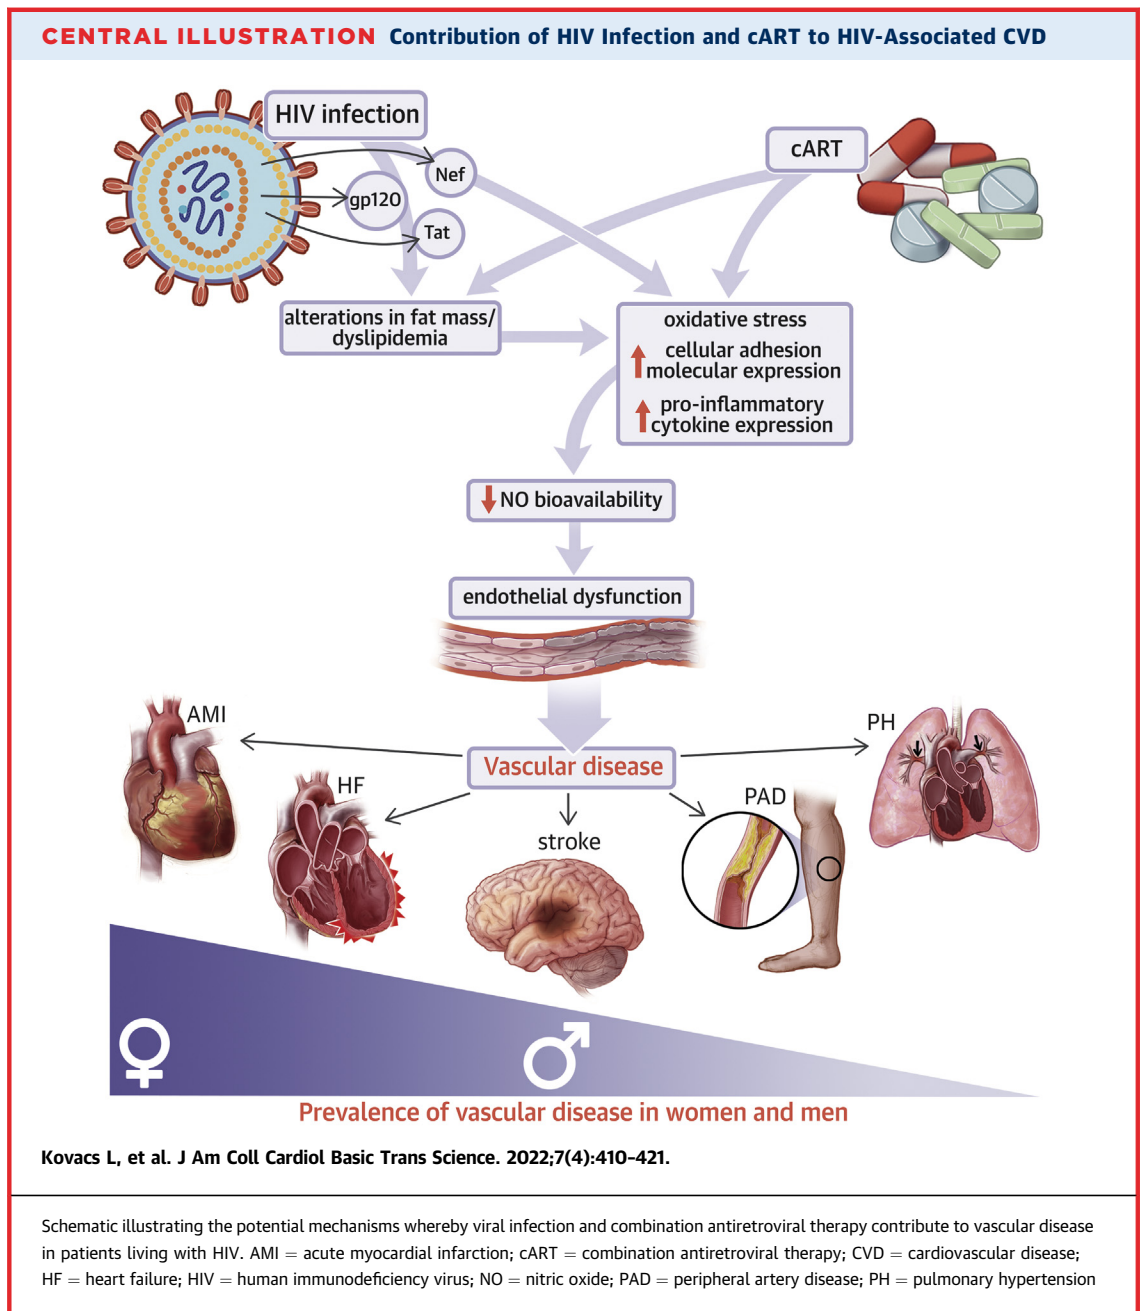 CENTRAL ILLUSTRATION Contribution of HIV Infection and cART to HIV-Associated CVD
HIV infection
cART
Nef
gp120
Tat
alterations in fat mass/
dyslipidemia
oxidative stress
cellular adhesion
molecular expression
pro-inflammatory
cytokine expression
NO bioavailability
endothelial dysfunction
AMI
PH
Vascular disease
HF
PAD
stroke
Prevalence of vascular disease in women and men
Kovacs L, et al. J Am Coll Cardiol Basic Trans Science. 2022;7(4):410–421.
Schematic illustrating the potential mechanisms whereby viral infection and combination antiretroviral therapy contribute to vascular disease
in patients living with HIV. AMI = acute myocardial infarction; cART = combination antiretroviral therapy; CVD = cardiovascular disease;
HF = heart failure; HIV = human immunodeficiency virus; NO = nitric oxide; PAD = peripheral artery disease; PH = pulmonary hypertension